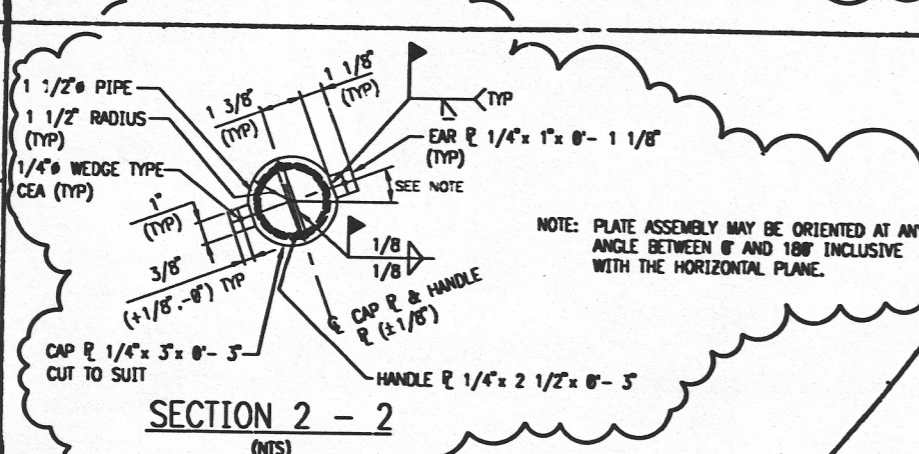 1 1/2"ø PIPE
1 1/2" RADIUS
(TYP)
1/4"ø WEDGE TYPE
CEA (TYP)
1 3/8"
(TYP)
1 1/8"
(TYP)
TYP
EAR ℞ 1/4"x 1"x 0'- 1 1/8"
(TYP)
SEE NOTE
1"
(TYP)
3/8"
(+1/8",-0") TYP
1/8
1/8
℄ CAP ℞ & HANDLE
℞ (±1/8")
CAP ℞ 1/4"x 3"x 0'- 3"
CUT TO SUIT
HANDLE ℞ 1/4"x 2 1/2"x 0'- 3"
NOTE: PLATE ASSEMBLY MAY BE ORIENTED AT ANY
ANGLE BETWEEN 0° AND 180° INCLUSIVE
WITH THE HORIZONTAL PLANE.
SECTION 2 - 2
(NTS)